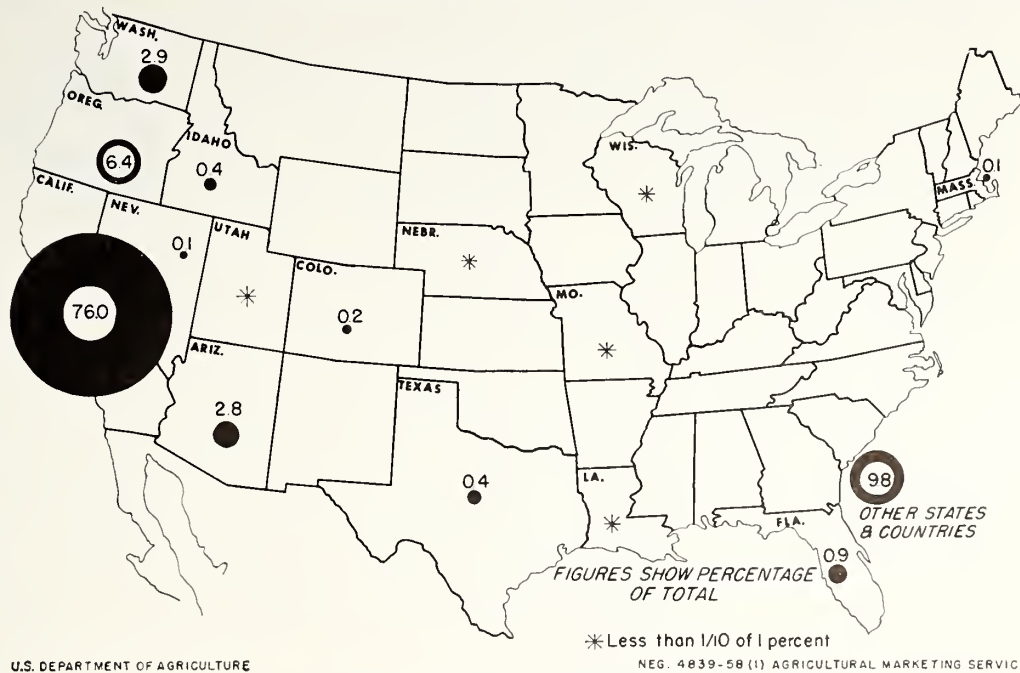 WASH.
2.9
OREG.
6.4
IDAHO
0.4
CALIF.
NEV.
0.1
76.0
UTAH
*
COLO.
0.2
ARIZ.
2.8
NEBR.
*
WIS.
*
MO.
*
TEXAS
0.4
LA.
*
MASS.
0.1
9.8
OTHER STATES
& COUNTRIES
FLA.
0.9
FIGURES SHOW PERCENTAGE
OF TOTAL
* Less than 1/10 of 1 percent
U.S. DEPARTMENT OF AGRICULTURE
NEG. 4839-58 (1) AGRICULTURAL MARKETING SERVIC